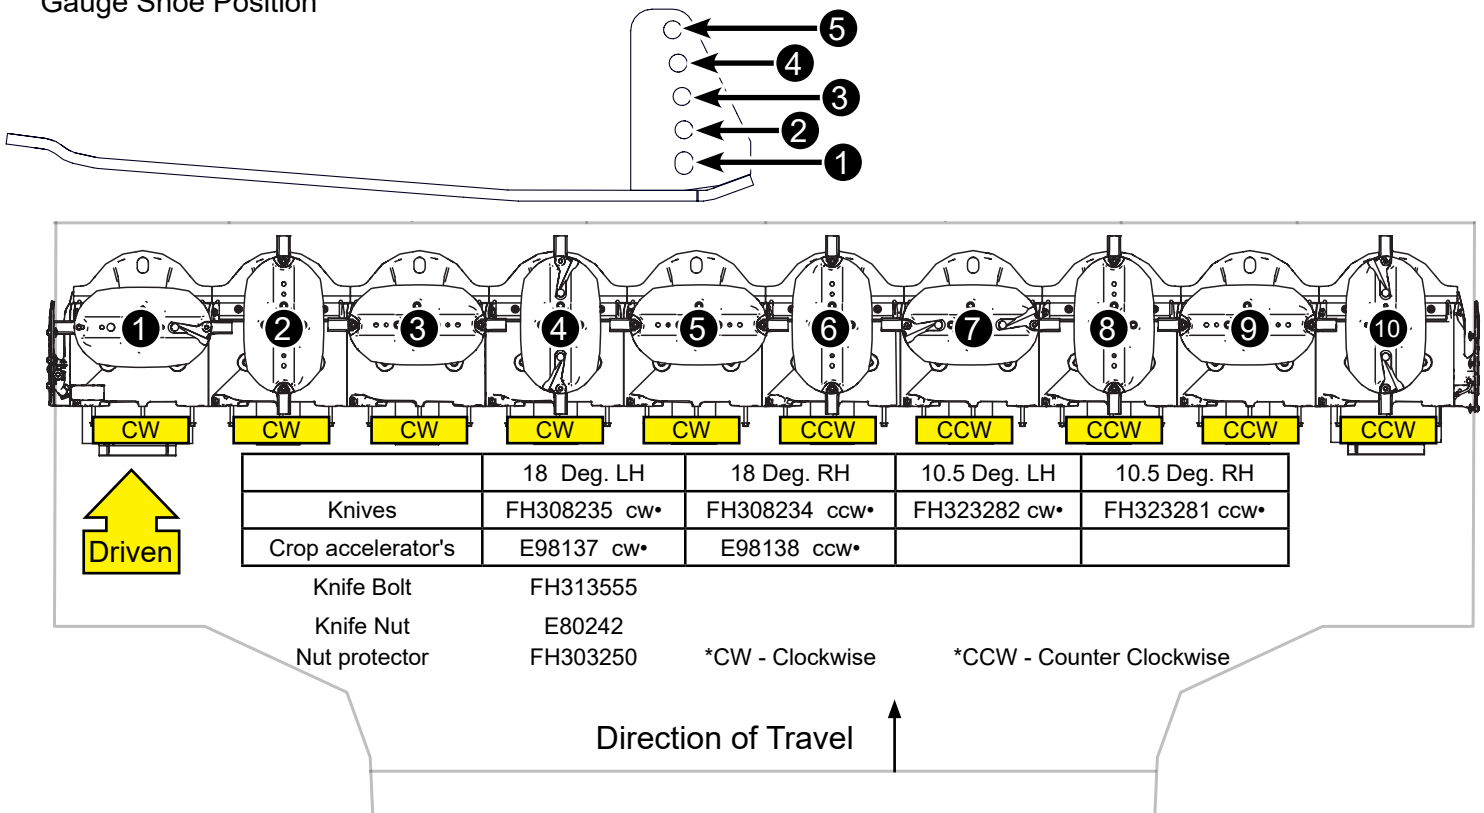 Gauge Shoe Position
5
4
3
2
1
1 2 3 4 5 6 7 8 9 10
CW CW CW CW CW CCW CCW CCW CCW CCW
Driven
18 Deg. LH 18 Deg. RH 10.5 Deg. LH 10.5 Deg. RH
Knives FH308235 cw• FH308234 ccw• FH323282 cw• FH323281 ccw•
Crop accelerator's E98137 cw• E98138 ccw•
Knife Bolt FH313555
Knife Nut E80242
Nut protector FH303250 *CW - Clockwise *CCW - Counter Clockwise
Direction of Travel